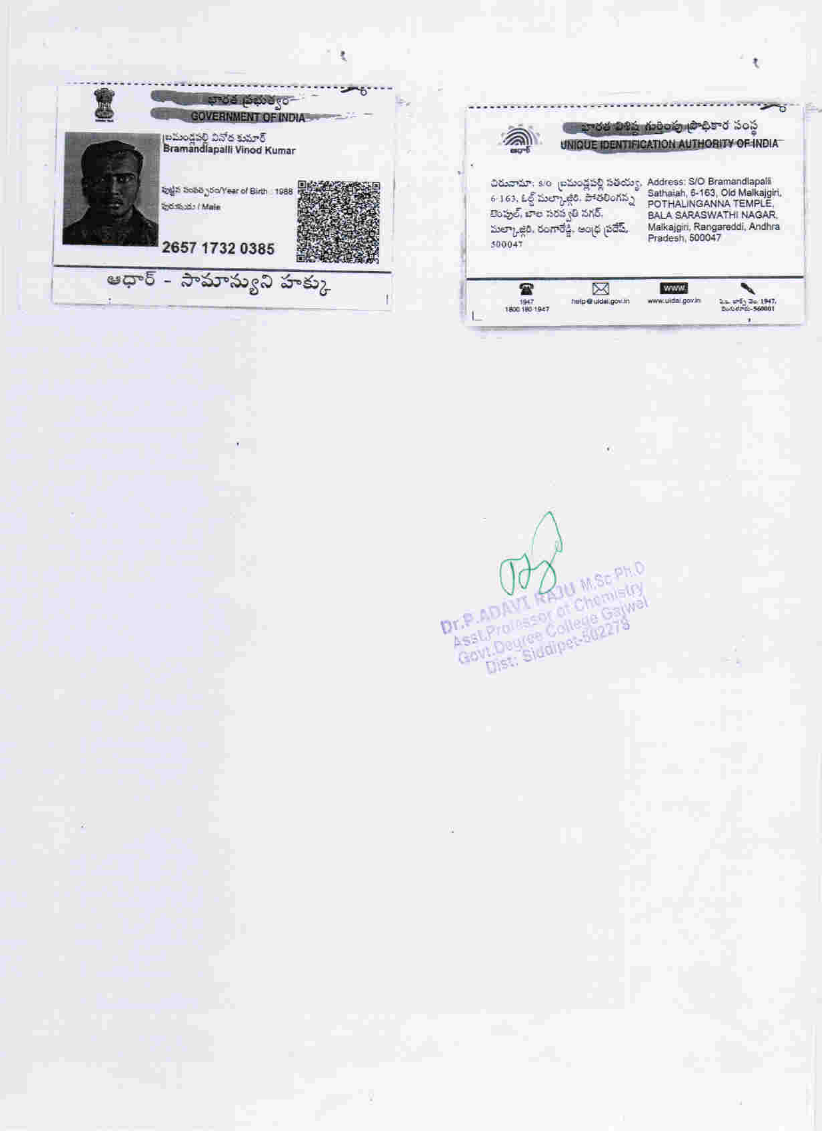 భారత ప్రభుత్వం
GOVERNMENT OF INDIA
బ్రమండ్లపల్లి వినోద కుమార్
Bramandlapalli Vinod Kumar
పుట్టిన సంవత్సరం/Year of Birth : 1988
పురుషుడు / Male
2657 1732 0385
ఆధార్ - సామాన్యుని హక్కు
భారత విశిష్ట గుర్తింపు ప్రాధికార సంస్థ
UNIQUE IDENTIFICATION AUTHORITY OF INDIA
ఆధార్
చిరునామా: S/O బ్రమండ్లపల్లి సతయ్య,
6-163, ఓల్డ్ మల్కాజ్గిరి, పోతలింగన్న
టెంపుల్, బాల సరస్వతి నగర్,
మల్కాజ్గిరి, రంగారెడ్డి, ఆంధ్ర ప్రదేశ్,
500047
Address: S/O Bramandlapalli
Sathaiah, 6-163, Old Malkajgiri,
POTHALINGANNA TEMPLE,
BALA SARASWATHI NAGAR,
Malkajgiri, Rangareddi, Andhra
Pradesh, 500047
1947
1800 180 1947
help@uidai.gov.in
WWW.
www.uidai.gov.in
పి.ఒ. బాక్స్ నెం. 1947,
బెంగుళూరు-560001
Dr.P.ADAVI RAJU M.Sc Ph.D
Asst.Professor of Chemistry
Govt.Degree College Gajwel
Dist: Siddipet-502278